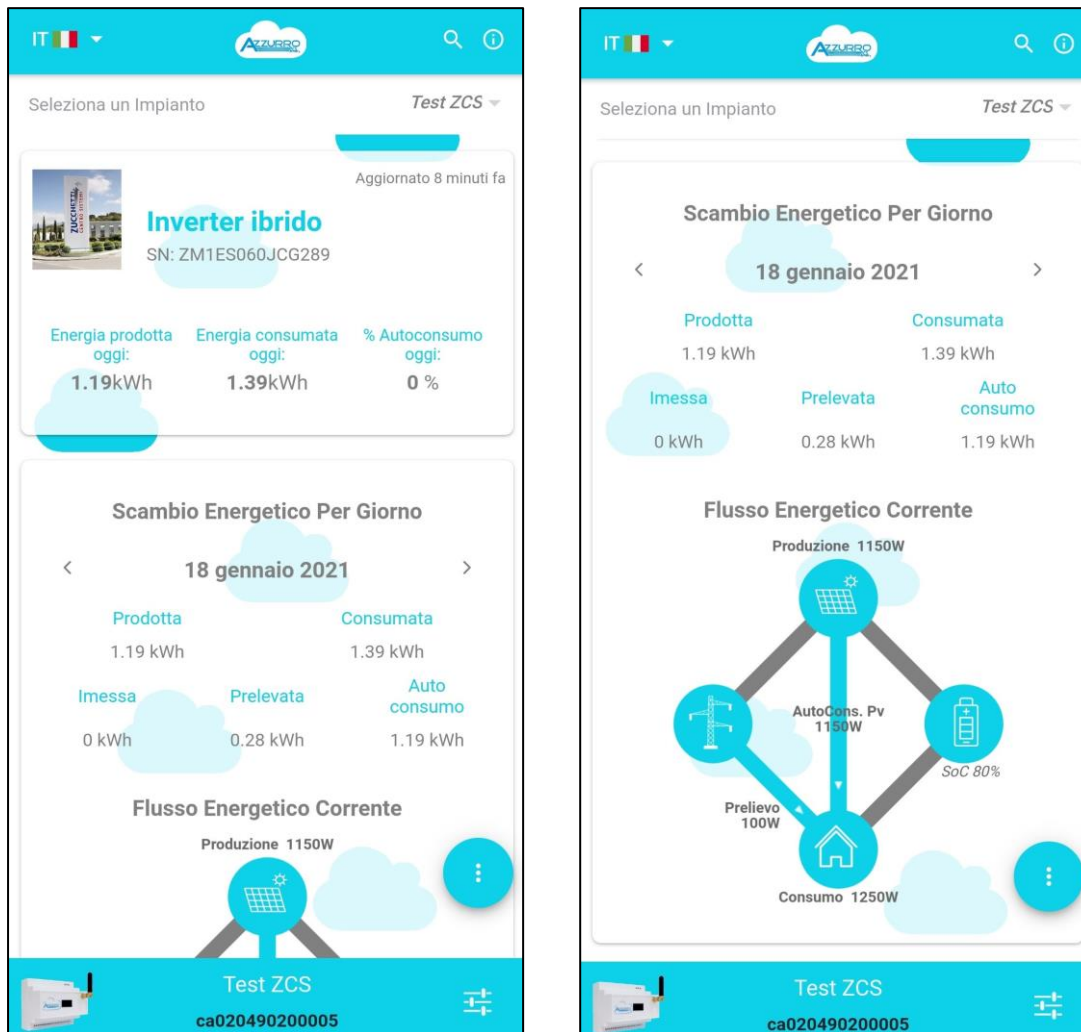 IT
AZZURRO
Seleziona un Impianto Test ZCS
Aggiornato 8 minuti fa
ZUCCHETTI
Inverter ibrido
SN: ZM1ES060JCG289
Energia prodotta oggi:
Energia consumata oggi:
% Autoconsumo oggi:
1.19kWh 1.39kWh 0 %
Scambio Energetico Per Giorno
< 18 gennaio 2021 >
Prodotta Consumata
1.19 kWh 1.39 kWh
Imessa Prelevata Auto consumo
0 kWh 0.28 kWh 1.19 kWh
Flusso Energetico Corrente
Produzione 1150W
Test ZCS
ca020490200005
IT
AZZURRO
Seleziona un Impianto Test ZCS
Scambio Energetico Per Giorno
< 18 gennaio 2021 >
Prodotta Consumata
1.19 kWh 1.39 kWh
Imessa Prelevata Auto consumo
0 kWh 0.28 kWh 1.19 kWh
Flusso Energetico Corrente
Produzione 1150W
AutoCons. Pv
1150W
SoC 80%
Prelievo
100W
Consumo 1250W
Test ZCS
ca020490200005